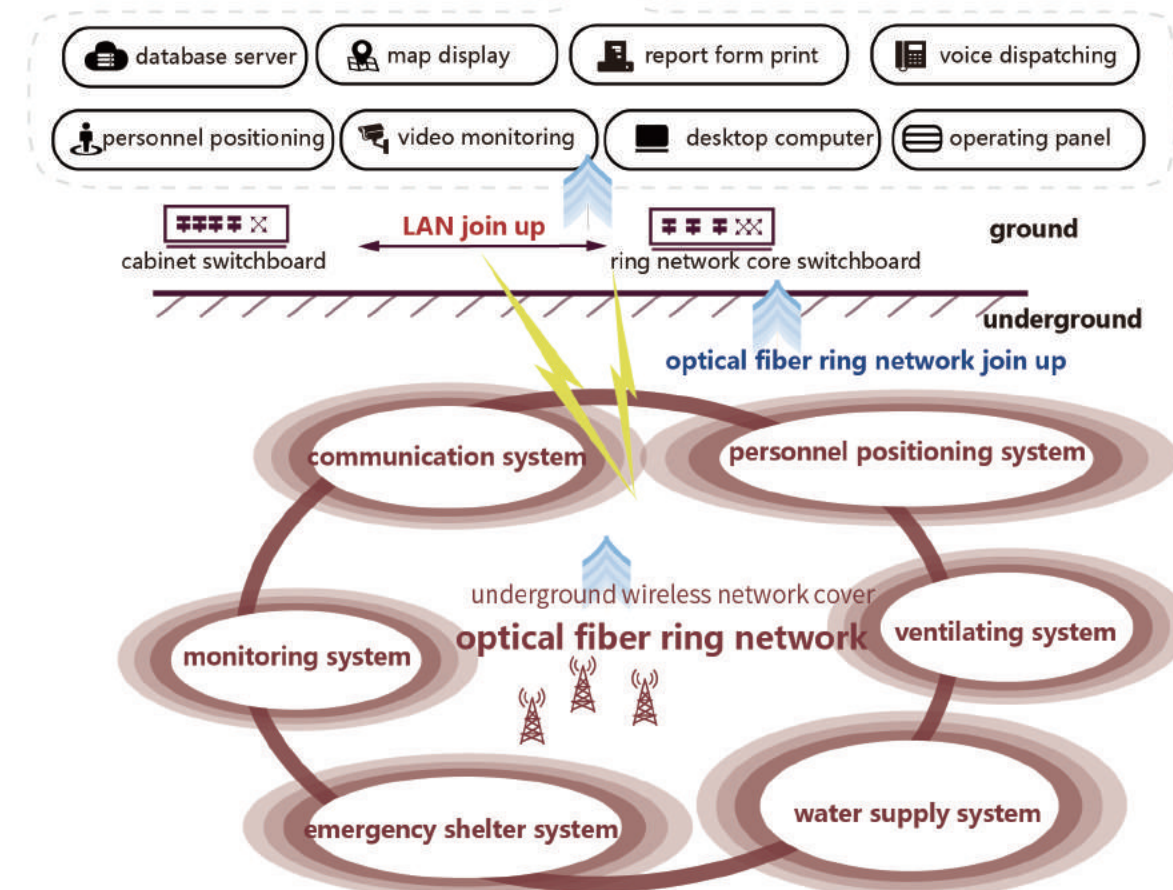 database server
map display
report form print
voice dispatching
personnel positioning
video monitoring
desktop computer
operating panel
LAN join up
ground
cabinet switchboard
ring network core switchboard
underground
optical fiber ring network join up
communication system
personnel positioning system
underground wireless network cover
optical fiber ring network
ventilating system
monitoring system
emergency shelter system
water supply system